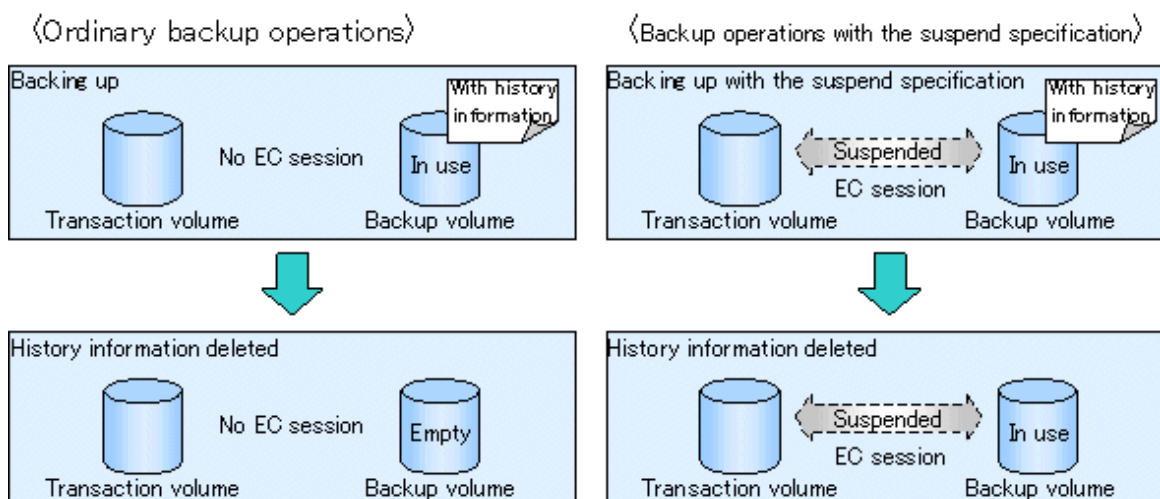 〈Ordinary backup operations〉
Backing up
With history
information
No EC session
In use
Transaction volume
Backup volume
History information deleted
No EC session
Empty
Transaction volume
Backup volume
〈Backup operations with the suspend specification〉
Backing up with the suspend specification
With history
information
Suspended
EC session
In use
Transaction volume
Backup volume
History information deleted
Suspended
EC session
In use
Transaction volume
Backup volume